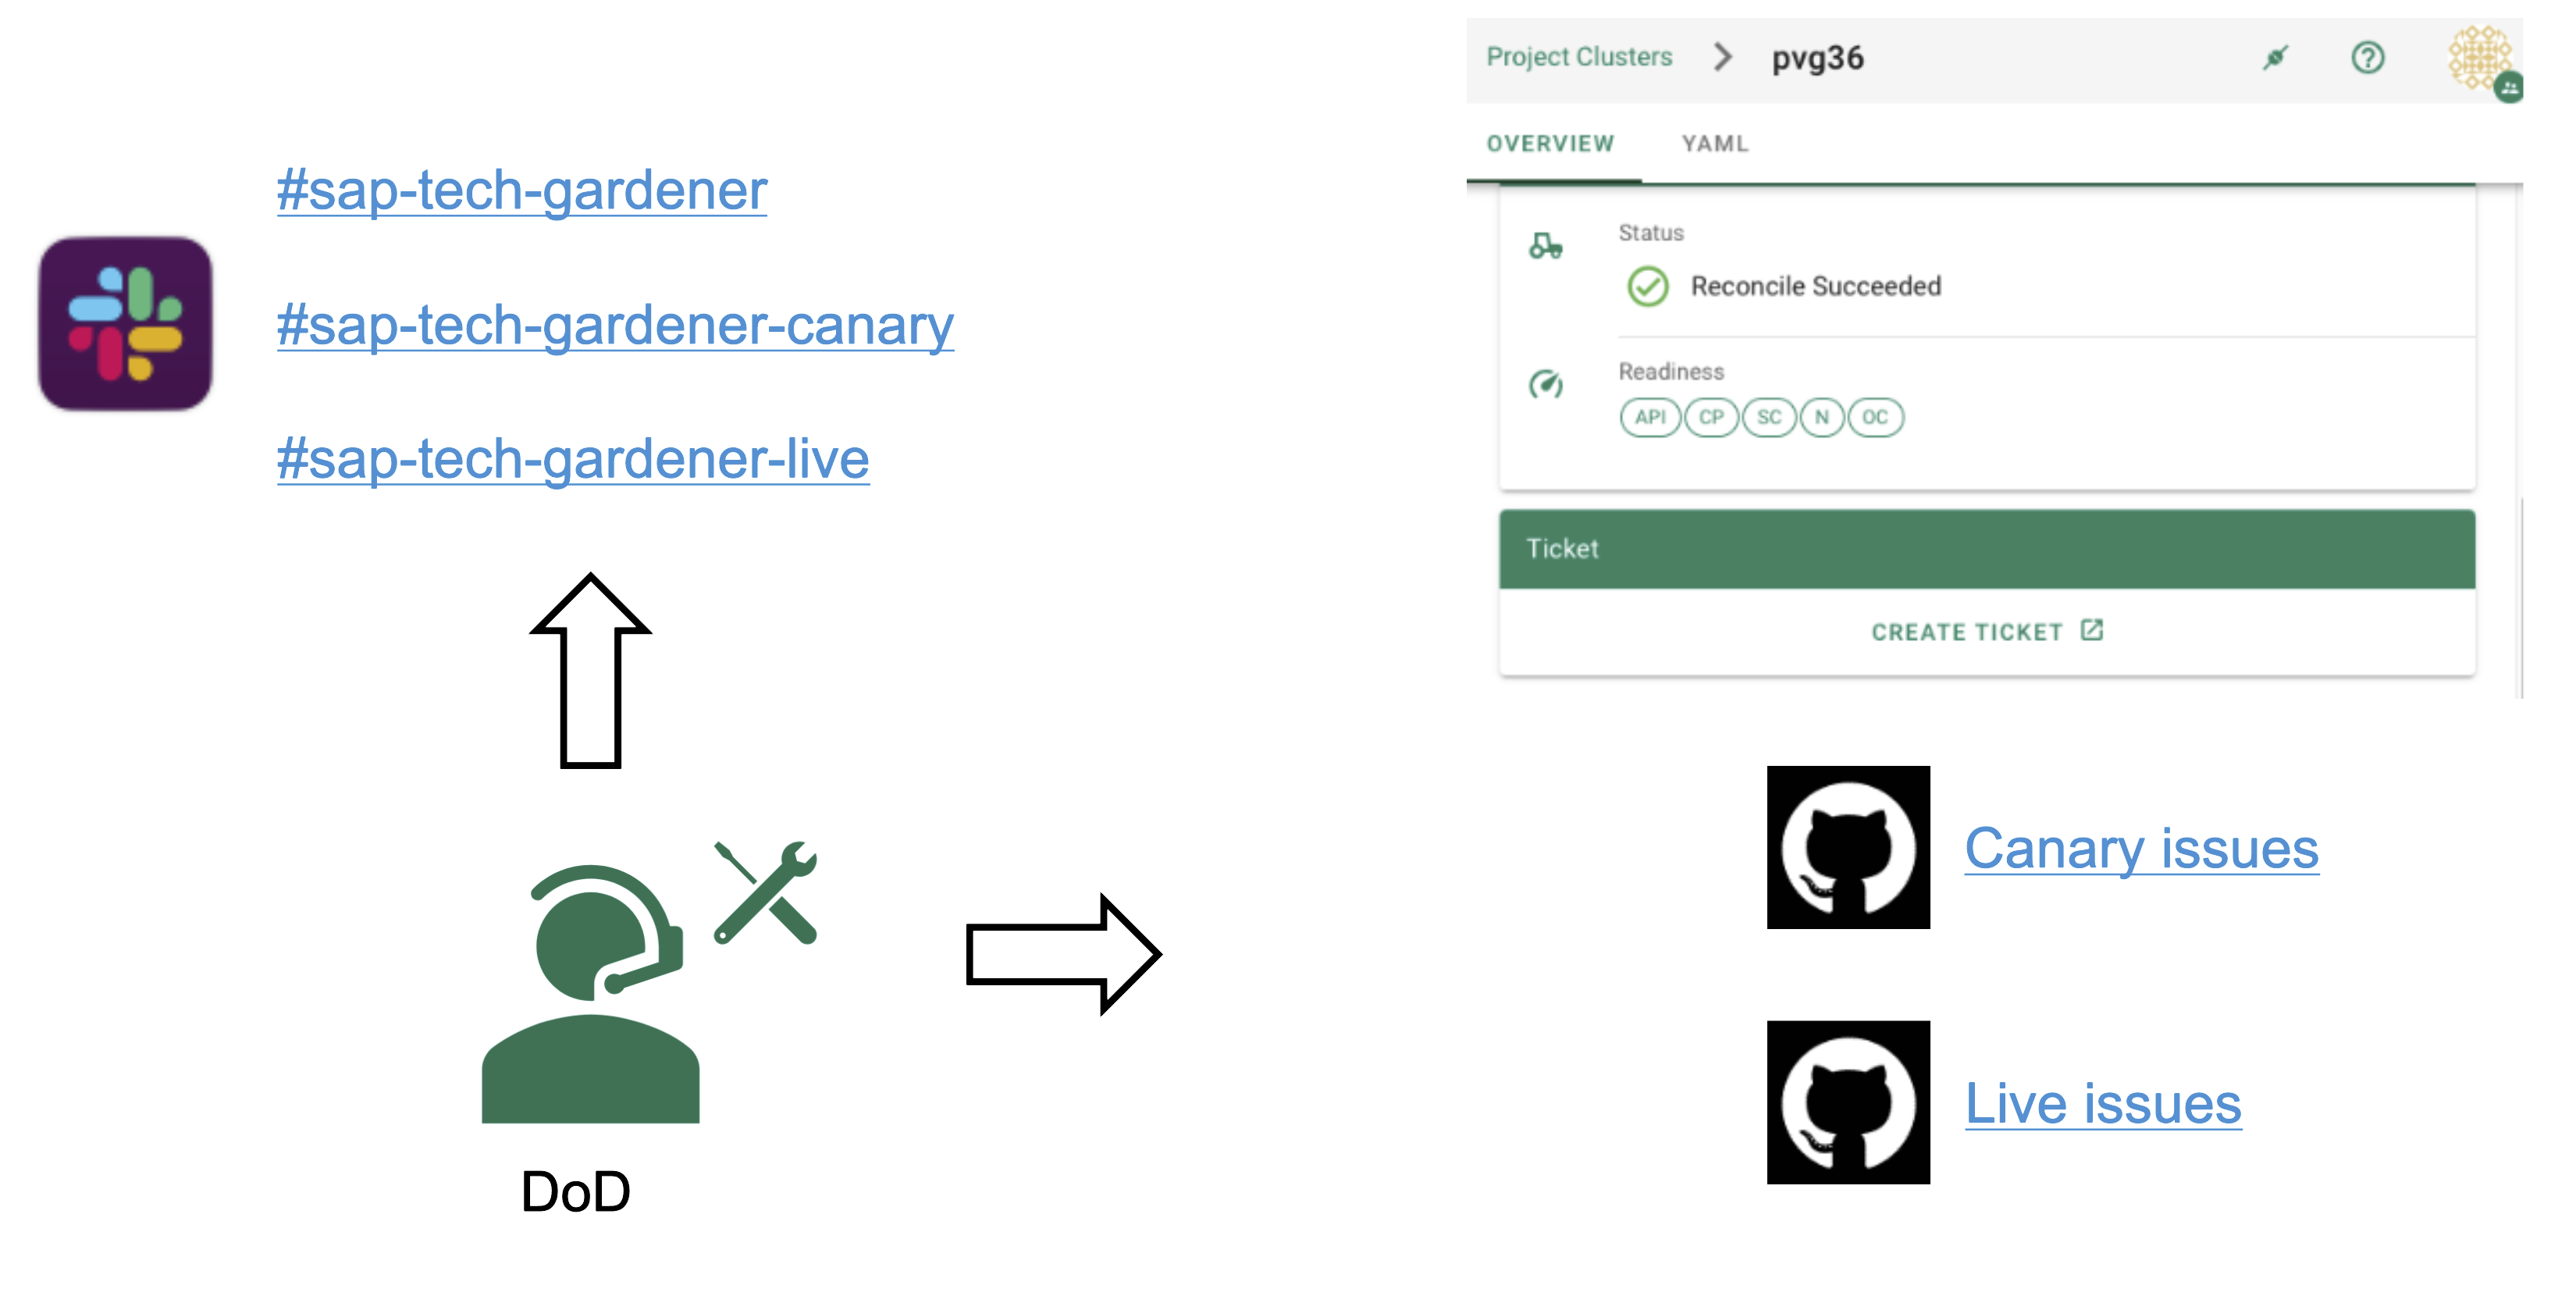 #sap-tech-gardener
#sap-tech-gardener-canary
#sap-tech-gardener-live
DoD
Project Clusters > pvg36
OVERVIEW YAML
Status
Reconcile Succeeded
Readiness
API CP SC N OC
Ticket
CREATE TICKET
Canary issues
Live issues